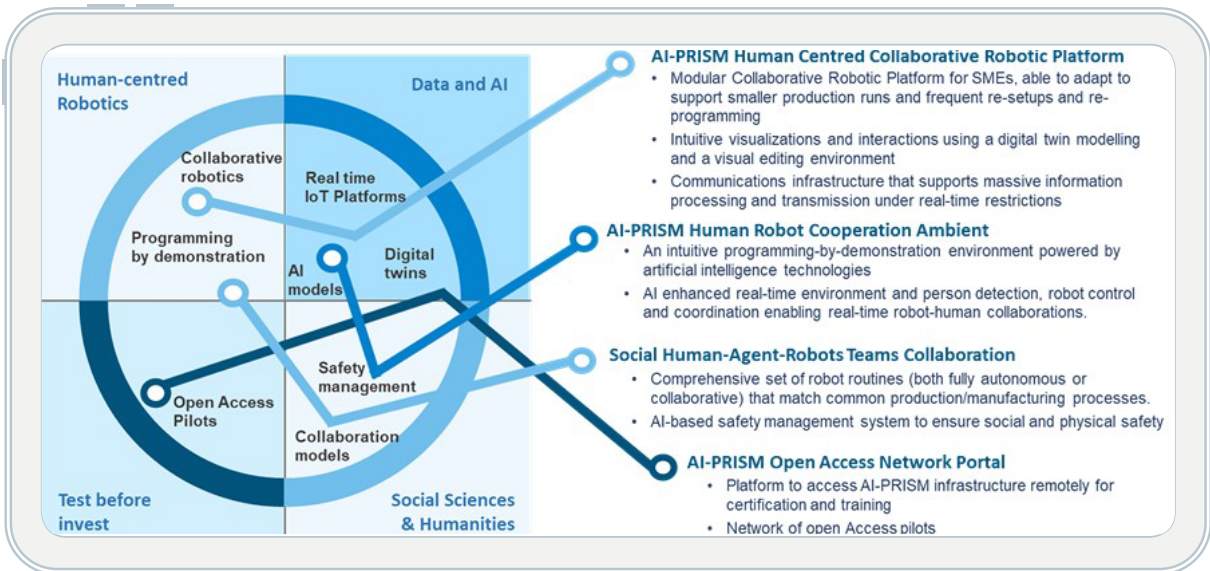 Human-centred
Robotics
Data and AI
Collaborative
robotics
Real time
IoT Platforms
Programming
by demonstration
AI
models
Digital
twins
Safety
management
Open Access
Pilots
Collaboration
models
Test before
invest
Social Sciences
& Humanities
AI-PRISM Human Centred Collaborative Robotic Platform
• Modular Collaborative Robotic Platform for SMEs, able to adapt to
support smaller production runs and frequent re-setups and re-
programming
• Intuitive visualizations and interactions using a digital twin modelling
and a visual editing environment
• Communications infrastructure that supports massive information
processing and transmission under real-time restrictions
AI-PRISM Human Robot Cooperation Ambient
• An intuitive programming-by-demonstration environment powered by
artificial intelligence technologies
• AI enhanced real-time environment and person detection, robot control
and coordination enabling real-time robot-human collaborations.
Social Human-Agent-Robots Teams Collaboration
• Comprehensive set of robot routines (both fully autonomous or
collaborative) that match common production/manufacturing processes.
• AI-based safety management system to ensure social and physical safety
AI-PRISM Open Access Network Portal
• Platform to access AI-PRISM infrastructure remotely for
certification and training
• Network of open Access pilots